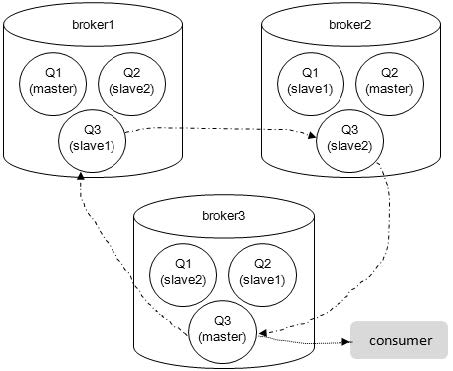 broker1
Q1
(master)
Q2
(slave2)
Q3
(slave1)
broker2
Q1
(slave1)
Q2
(master)
Q3
(slave2)
broker3
Q1
(slave2)
Q2
(slave1)
Q3
(master)
consumer